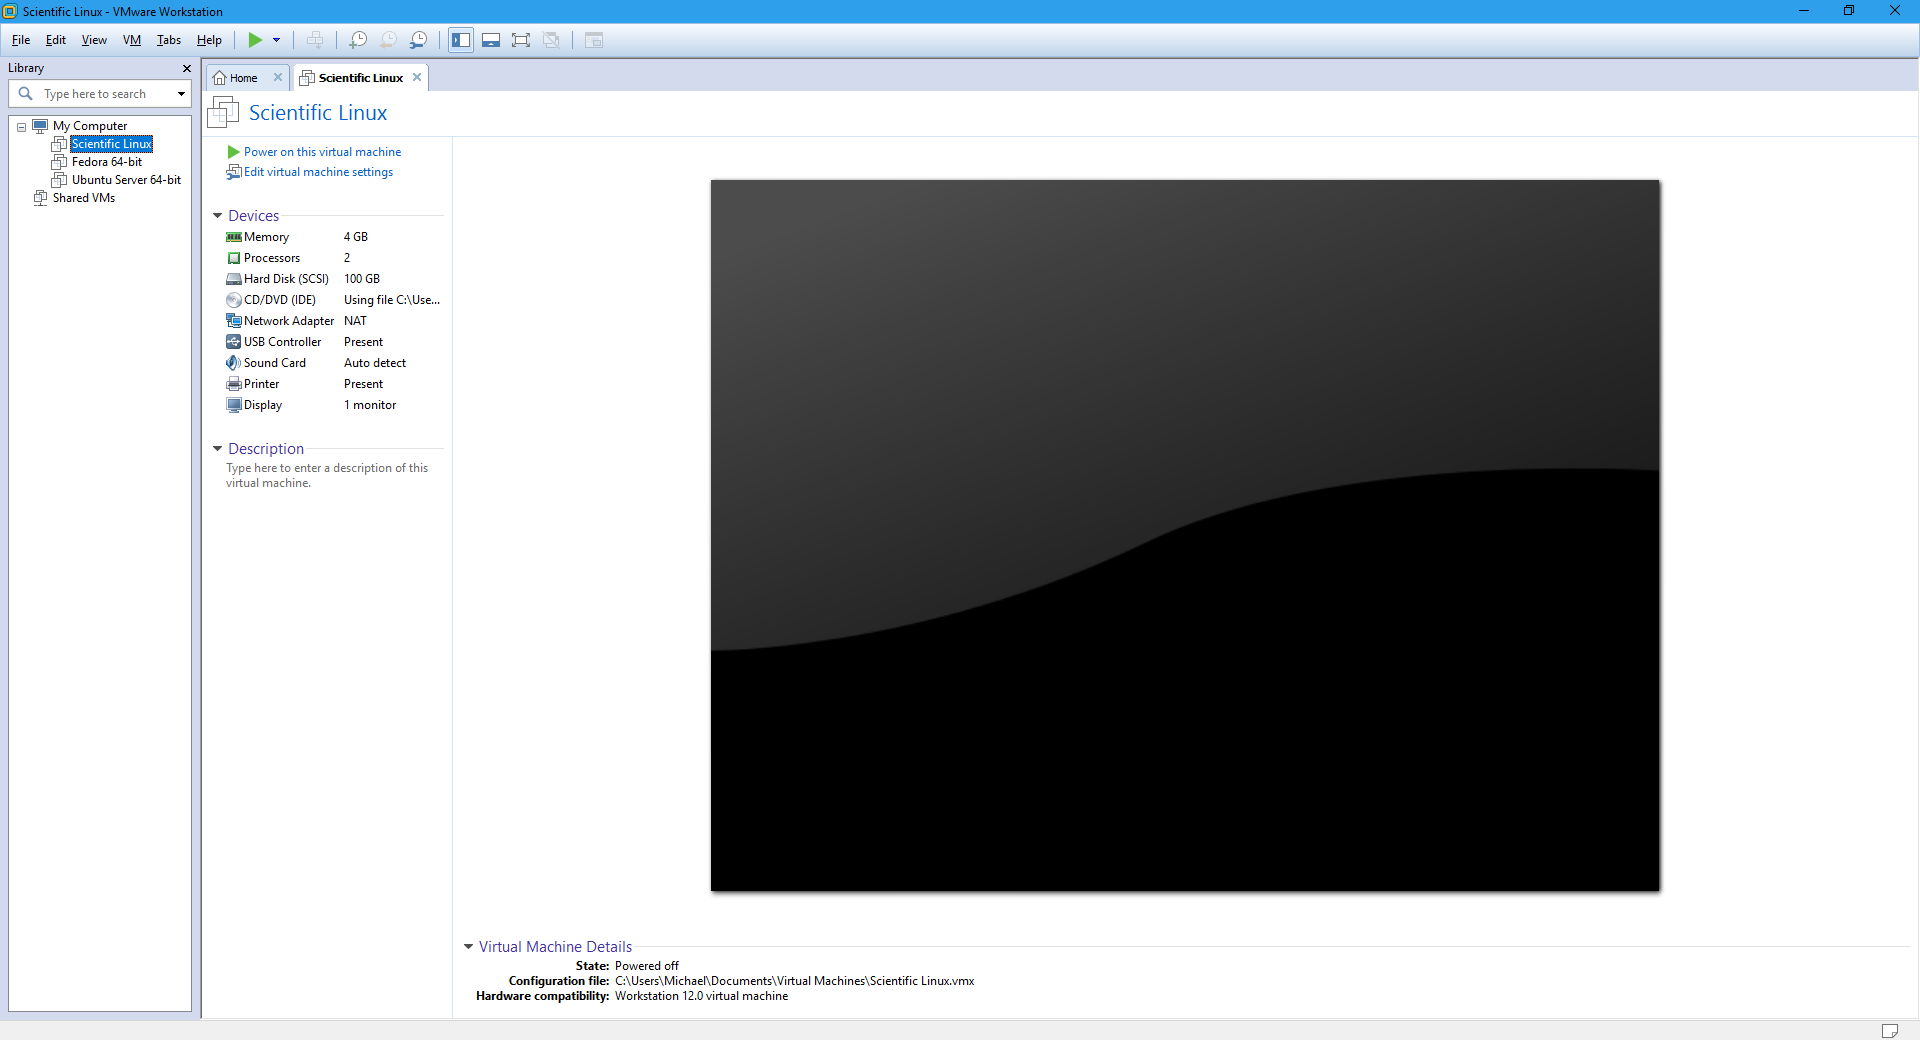 Scientific Linux - VMware Workstation
File Edit View VM Tabs Help
Library
Type here to search
My Computer
Scientific Linux
Fedora 64-bit
Ubuntu Server 64-bit
Shared VMs
Home
Scientific Linux
Scientific Linux
Power on this virtual machine
Edit virtual machine settings
Devices
Memory 4 GB
Processors 2
Hard Disk (SCSI) 100 GB
CD/DVD (IDE) Using file C:\Use...
Network Adapter NAT
USB Controller Present
Sound Card Auto detect
Printer Present
Display 1 monitor
Description
Type here to enter a description of this
virtual machine.
Virtual Machine Details
State: Powered off
Configuration file: C:\Users\Michael\Documents\Virtual Machines\Scientific Linux.vmx
Hardware compatibility: Workstation 12.0 virtual machine